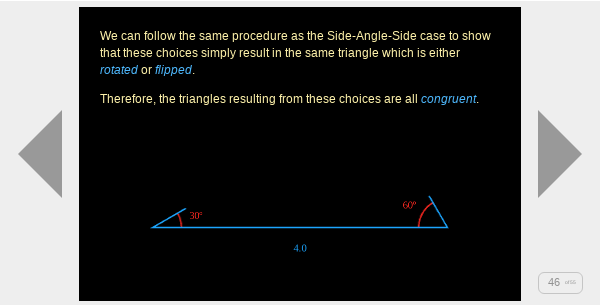 We can follow the same procedure as the Side-Angle-Side case to show
that these choices simply result in the same triangle which is either
rotated or flipped.
Therefore, the triangles resulting from these choices are all congruent.
30°
60°
4.0
46